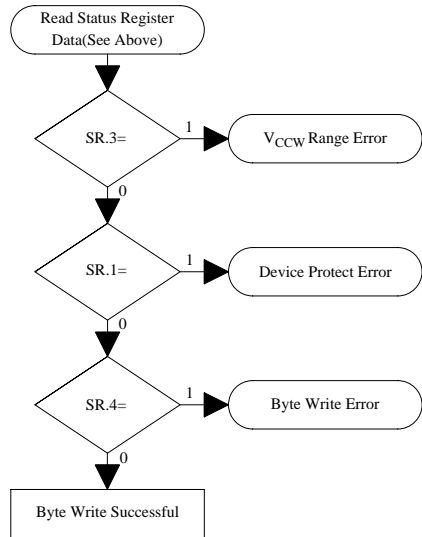 Read Status Register
Data(See Above)
SR.3=
1
VCCW Range Error
0
SR.1=
1
Device Protect Error
0
SR.4=
1
Byte Write Error
0
Byte Write Successful